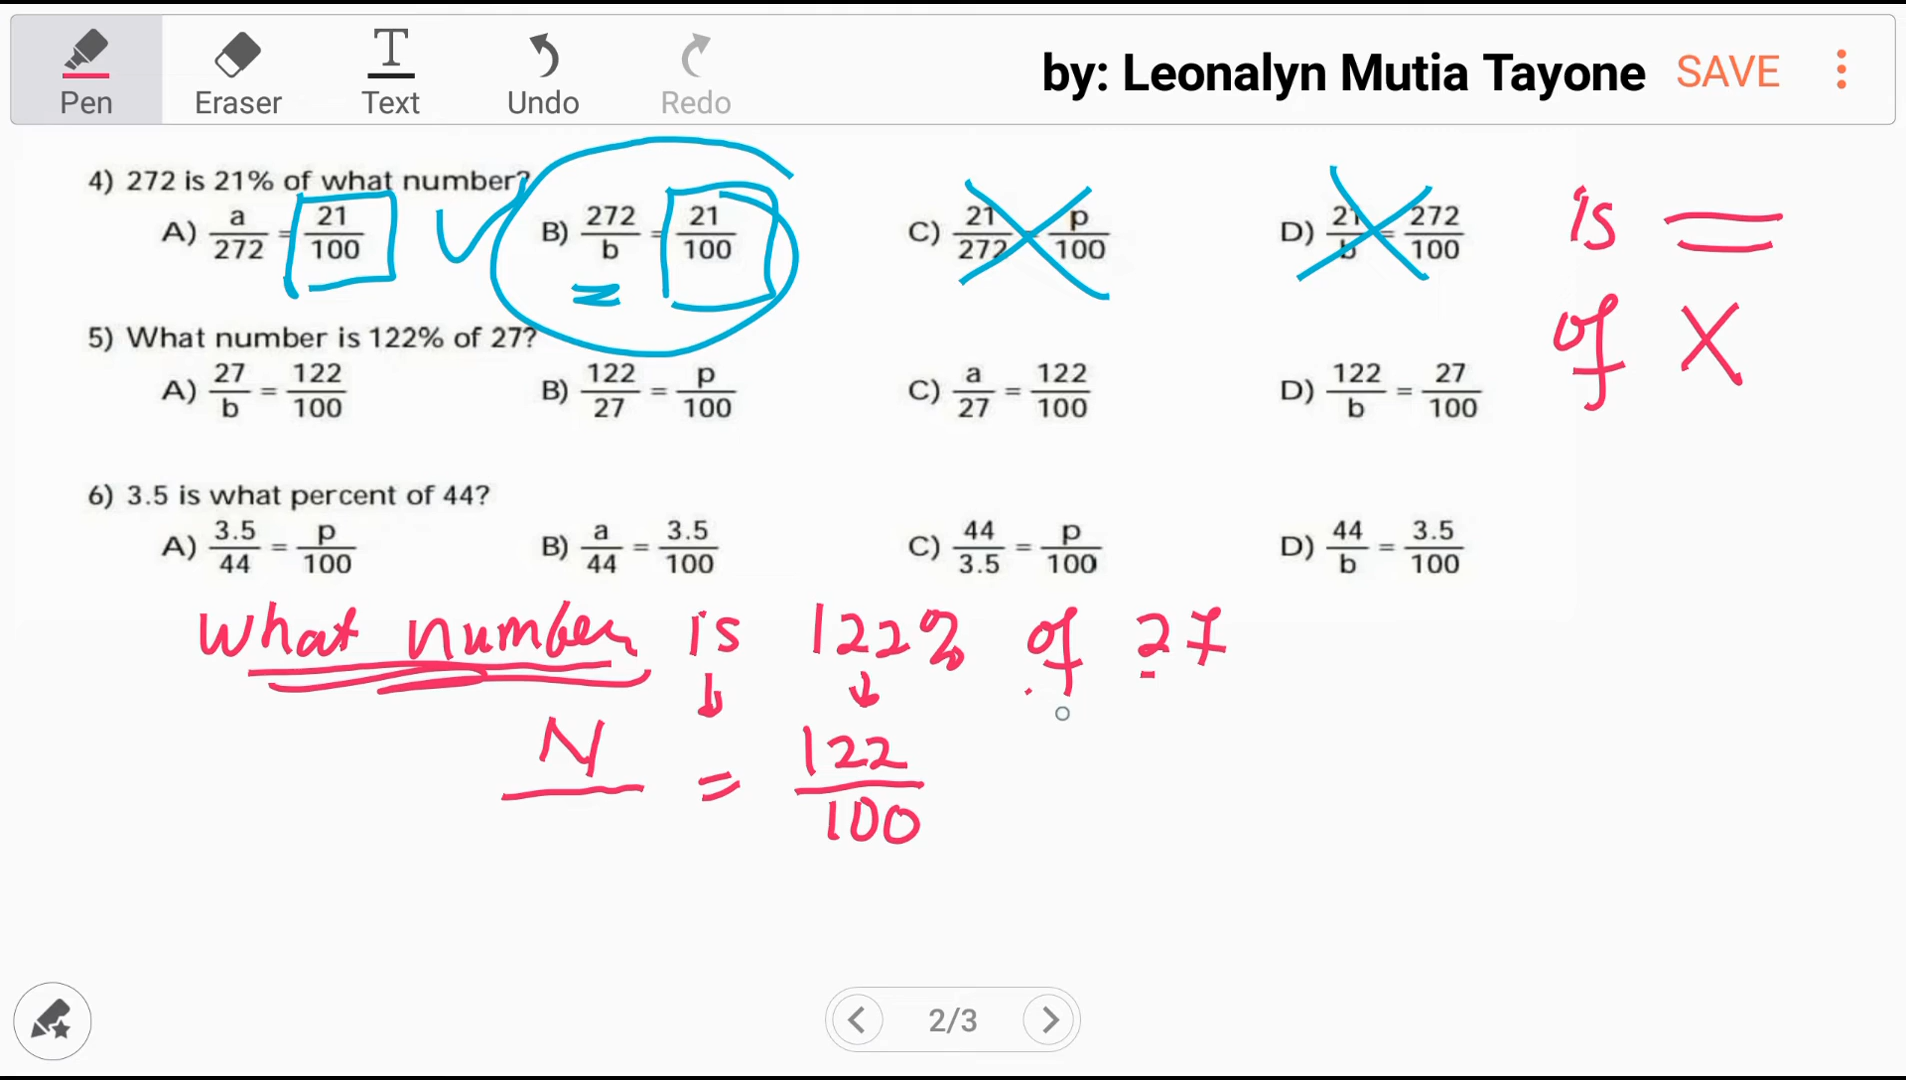 Pen Eraser Text Undo Redo by: Leonalyn Mutia Tayone SAVE
4) 272 is 21% of what number?
A) a/272 = 21/100 B) 272/b = 21/100 C) 21/272 = p/100 D) 21/b = 272/100
is =
of X
5) What number is 122% of 27?
A) 27/b = 122/100 B) 122/27 = p/100 C) a/27 = 122/100 D) 122/b = 27/100
6) 3.5 is what percent of 44?
A) 3.5/44 = p/100 B) a/44 = 3.5/100 C) 44/3.5 = p/100 D) 44/b = 3.5/100
What number is 122% of 27
N = 122/100
2/3